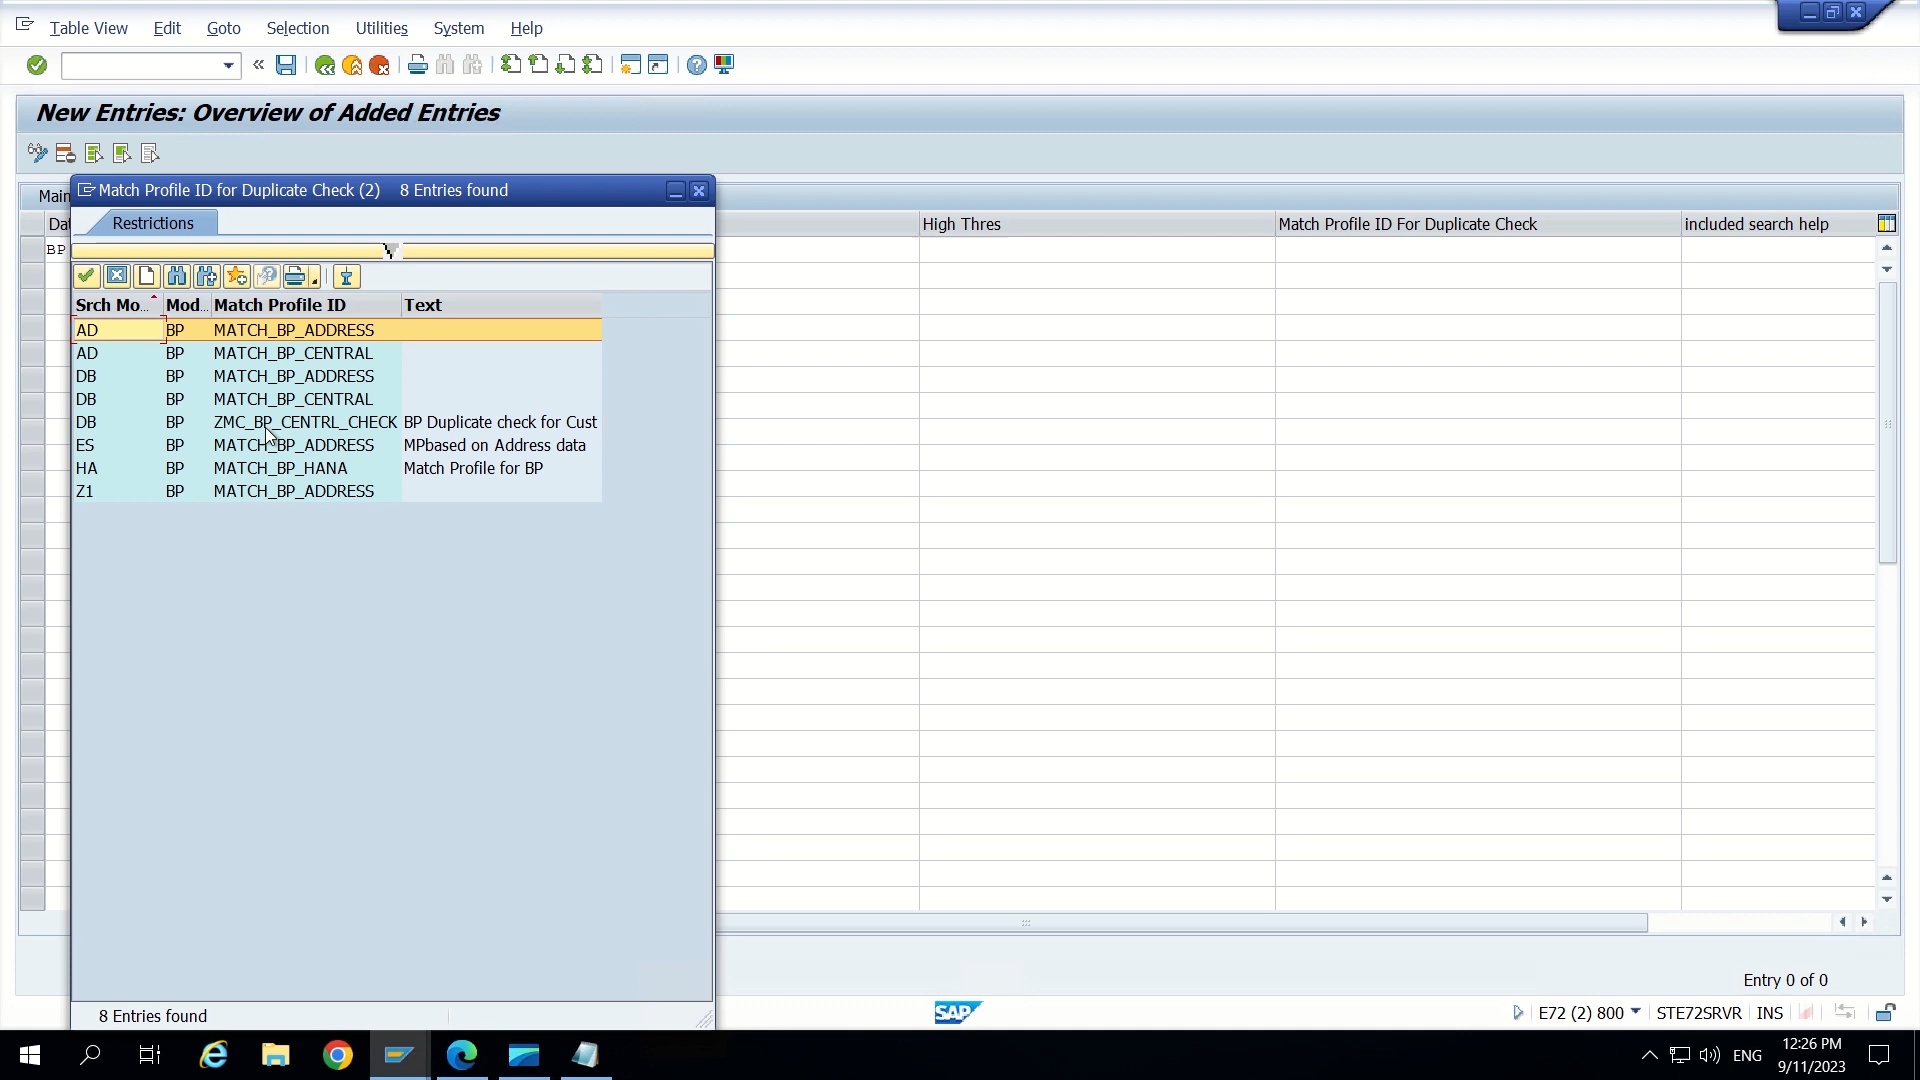 Table View Edit Goto Selection Utilities System Help
New Entries: Overview of Added Entries
Match Profile ID for Duplicate Check (2) 8 Entries found
Main
Restrictions
Dat
High Thres Match Profile ID For Duplicate Check included search help
BP
Srch Mo... Mod... Match Profile ID Text
AD BP MATCH_BP_ADDRESS
AD BP MATCH_BP_CENTRAL
DB BP MATCH_BP_ADDRESS
DB BP MATCH_BP_CENTRAL
DB BP ZMC_BP_CENTRL_CHECK BP Duplicate check for Cust
ES BP MATCH_BP_ADDRESS MPbased on Address data
HA BP MATCH_BP_HANA Match Profile for BP
Z1 BP MATCH_BP_ADDRESS
Entry 0 of 0
8 Entries found
SAP E72 (2) 800 STE72SRVR INS
ENG
12:26 PM
9/11/2023